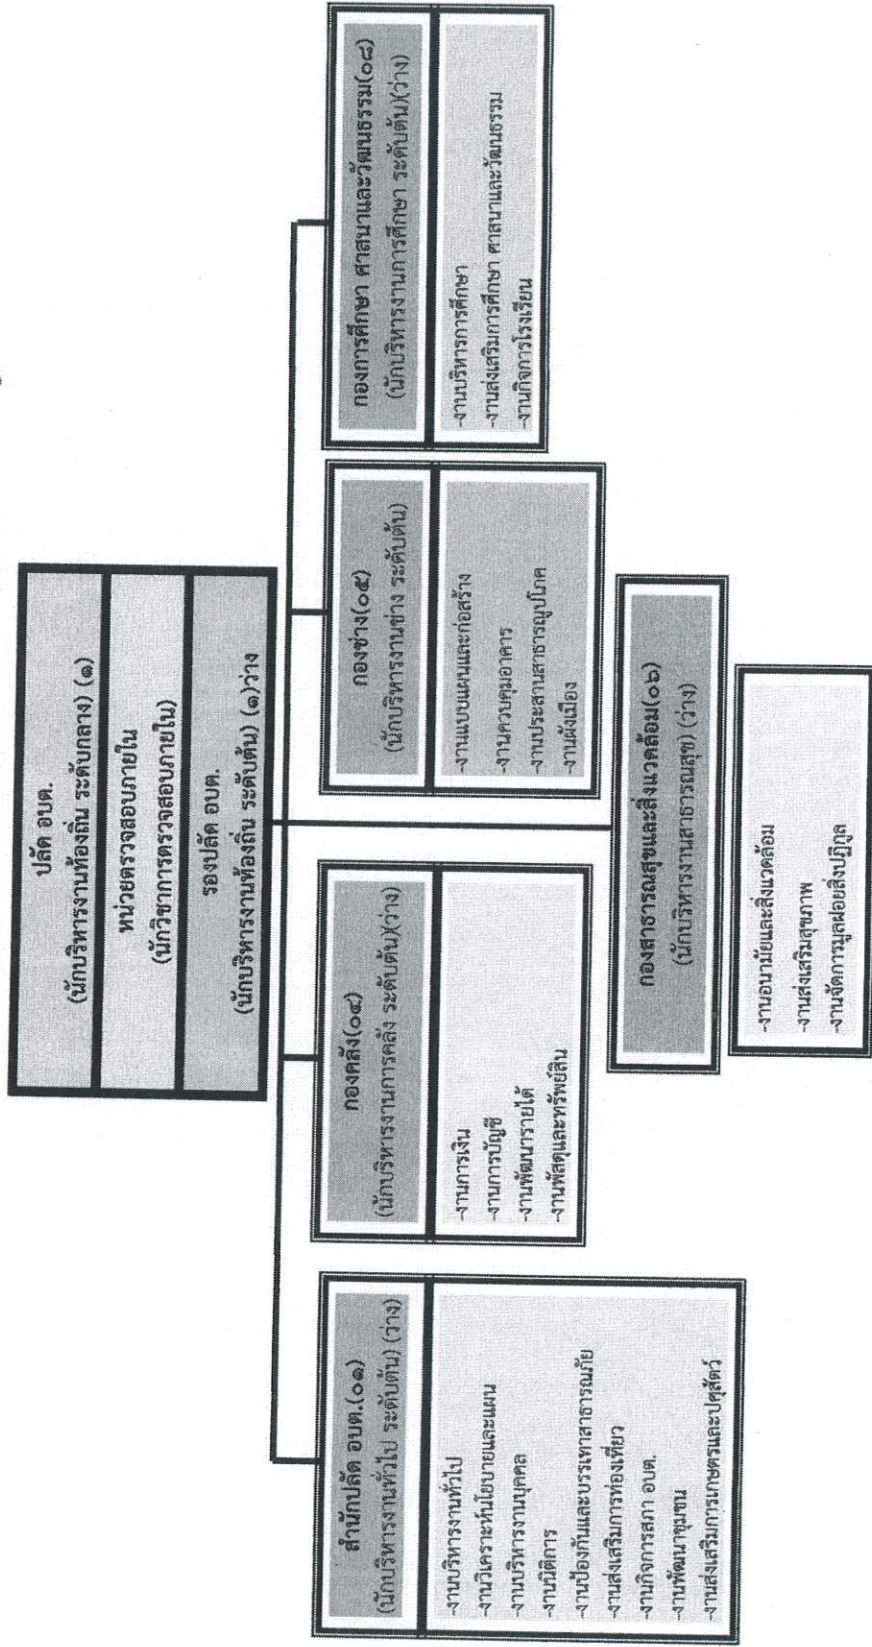 ปลัด อบต.
(นักบริหารงานท้องถิ่น ระดับกลาง) (๑)
หน่วยตรวจสอบภายใน
(นักวิชาการตรวจสอบภายใน)
รองปลัด อบต.
(นักบริหารงานท้องถิ่น ระดับต้น) (๑)ว่าง
สำนักปลัด อบต.(๐๑)
(นักบริหารงานทั่วไป ระดับต้น) (ว่าง)
-งานบริหารงานทั่วไป
-งานวิเคราะห์นโยบายและแผน
-งานบริหารงานบุคคล
-งานนิติการ
-งานป้องกันและบรรเทาสาธารณภัย
-งานส่งเสริมการท่องเที่ยว
-งานกิจการสภา อบต.
-งานพัฒนาชุมชน
-งานส่งเสริมการเกษตรและปศุสัตว์
กองคลัง(๐๔)
(นักบริหารงานการคลัง ระดับต้น)(ว่าง)
-งานการเงิน
-งานการบัญชี
-งานพัฒนารายได้
-งานพัสดุและทรัพย์สิน
กองช่าง(๐๕)
(นักบริหารงานช่าง ระดับต้น)
-งานแบบแผนและก่อสร้าง
-งานควบคุมอาคาร
-งานประสานสาธารณูปโภค
-งานผังเมือง
กองการศึกษา ศาสนาและวัฒนธรรม(๐๘)
(นักบริหารงานการศึกษา ระดับต้น)(ว่าง)
-งานบริหารการศึกษา
-งานส่งเสริมการศึกษา ศาสนาและวัฒนธรรม
-งานกิจการโรงเรียน
กองสาธารณสุขและสิ่งแวดล้อม(๐๖)
(นักบริหารงานสาธารณสุข) (ว่าง)
-งานอนามัยและสิ่งแวดล้อม
-งานส่งเสริมสุขภาพ
-งานจัดการมูลฝอยสิ่งปฏิกูล